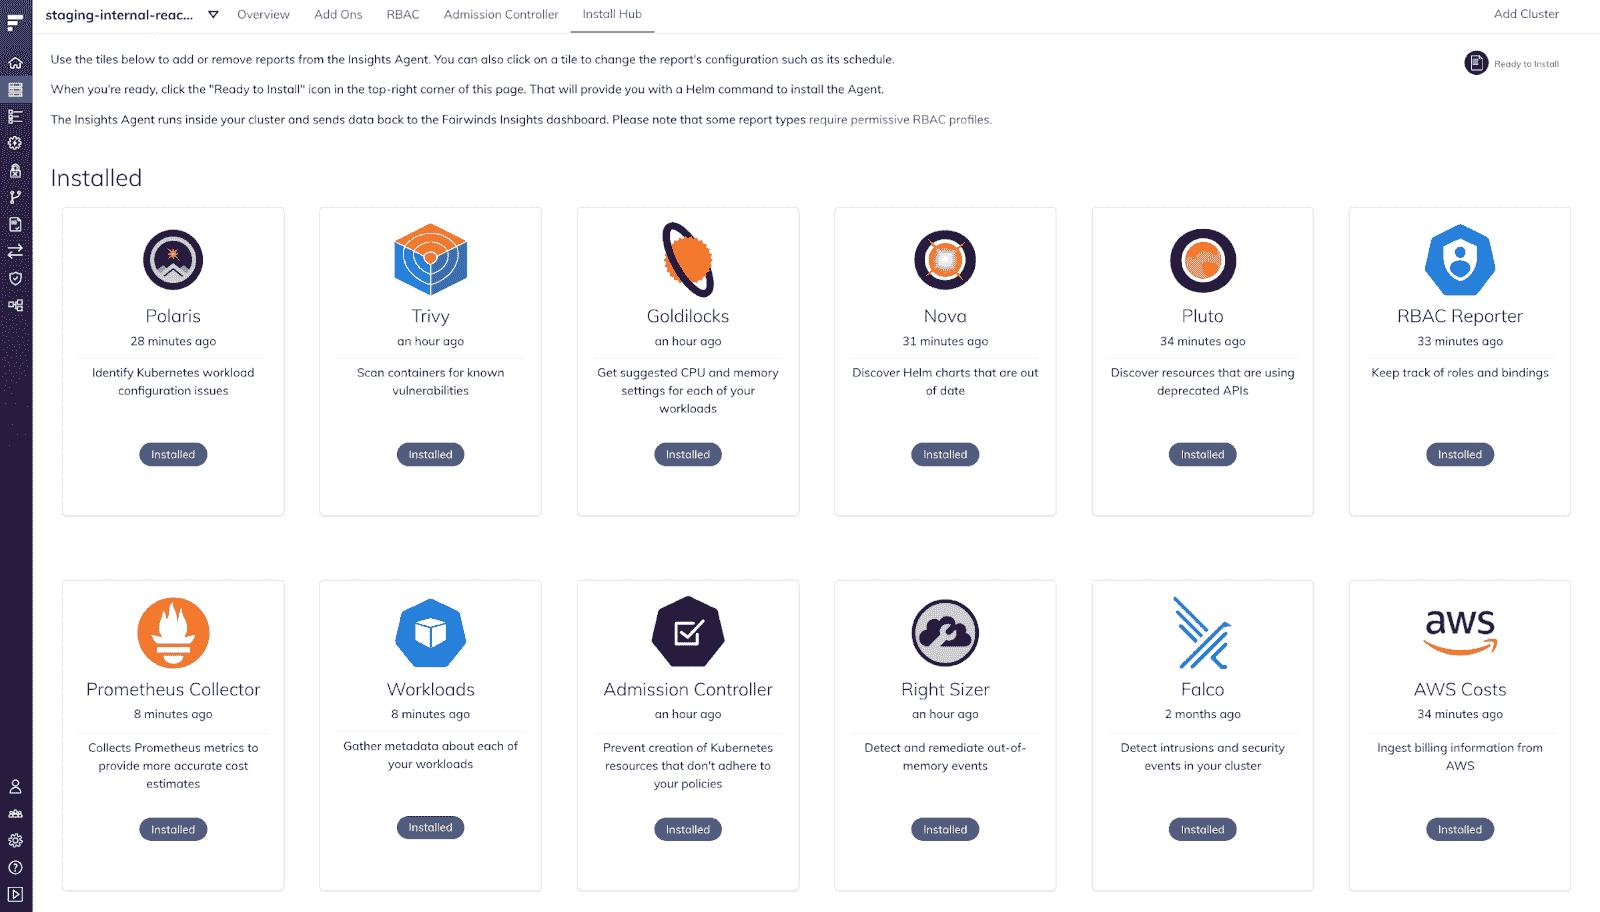 staging-internal-reac... Overview Add Ons RBAC Admission Controller Install Hub Add Cluster
Use the tiles below to add or remove reports from the Insights Agent. You can also click on a tile to change the report's configuration such as its schedule.
Ready to Install
When you're ready, click the "Ready to Install" icon in the top-right corner of this page. That will provide you with a Helm command to install the Agent.
The Insights Agent runs inside your cluster and sends data back to the Fairwinds Insights dashboard. Please note that some report types require permissive RBAC profiles.
Installed
Polaris
28 minutes ago
Identify Kubernetes workload
configuration issues
Installed
Trivy
an hour ago
Scan containers for known
vulnerabilities
Installed
Goldilocks
an hour ago
Get suggested CPU and memory
settings for each of your
workloads
Installed
Nova
31 minutes ago
Discover Helm charts that are out
of date
Installed
Pluto
34 minutes ago
Discover resources that are using
deprecated APIs
Installed
RBAC Reporter
33 minutes ago
Keep track of roles and bindings
Installed
Prometheus Collector
8 minutes ago
Collects Prometheus metrics to
provide more accurate cost
estimates
Installed
Workloads
8 minutes ago
Gather metadata about each of
your workloads
Installed
Admission Controller
an hour ago
Prevent creation of Kubernetes
resources that don't adhere to
your policies
Installed
Right Sizer
an hour ago
Detect and remediate out-of-
memory events
Installed
Falco
2 months ago
Detect intrusions and security
events in your cluster
Installed
aws
AWS Costs
34 minutes ago
Ingest billing information from
AWS
Installed